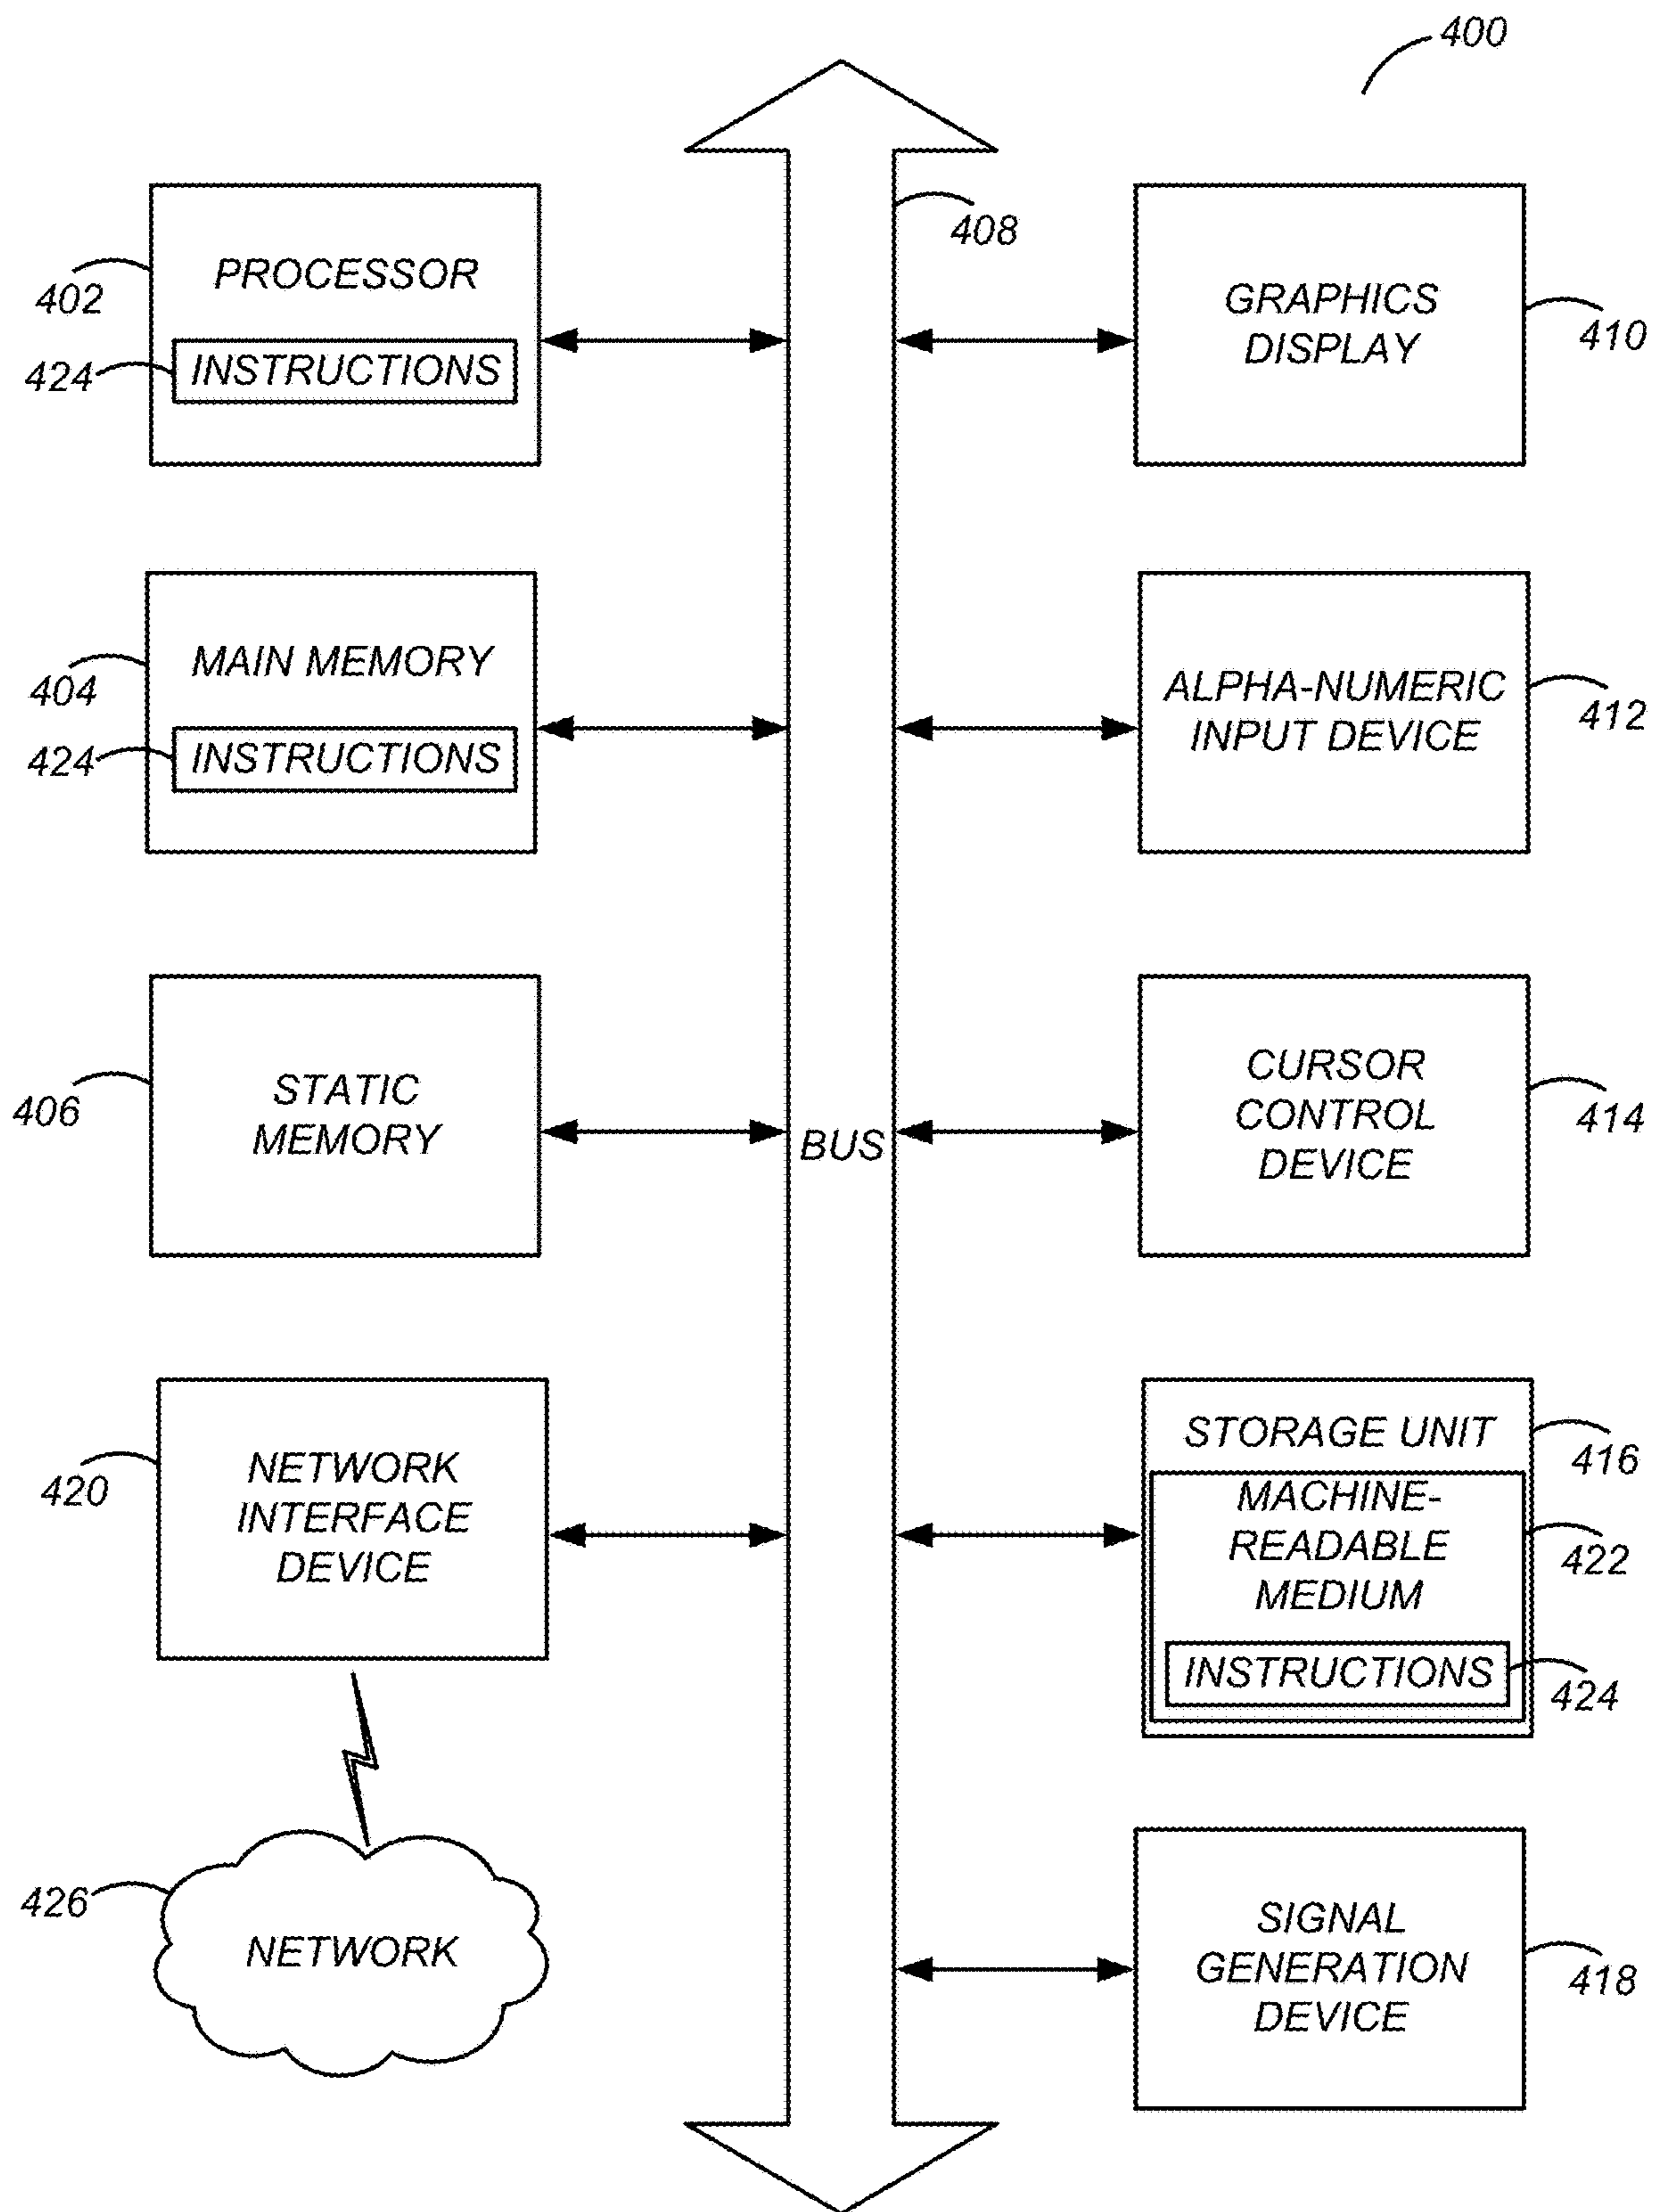 400
408
PROCESSOR
402
INSTRUCTIONS
424
GRAPHICS
DISPLAY
410
MAIN MEMORY
404
INSTRUCTIONS
424
ALPHA-NUMERIC
INPUT DEVICE
412
STATIC
MEMORY
406
BUS
CURSOR
CONTROL
DEVICE
414
NETWORK
INTERFACE
DEVICE
420
STORAGE UNIT
416
MACHINE-
READABLE
MEDIUM
422
INSTRUCTIONS
424
426
NETWORK
SIGNAL
GENERATION
DEVICE
418